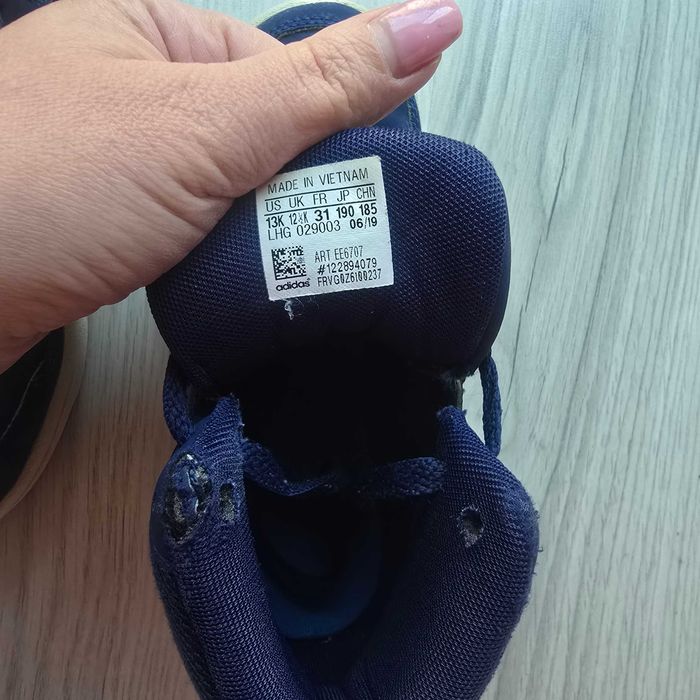 MADE IN VIETNAM
US UK FR JP CHN
13K 12½K 31 190 185
LHG 029003 06/19
ART EE6707
#122894079
FRVG0Z6I00237
adidas